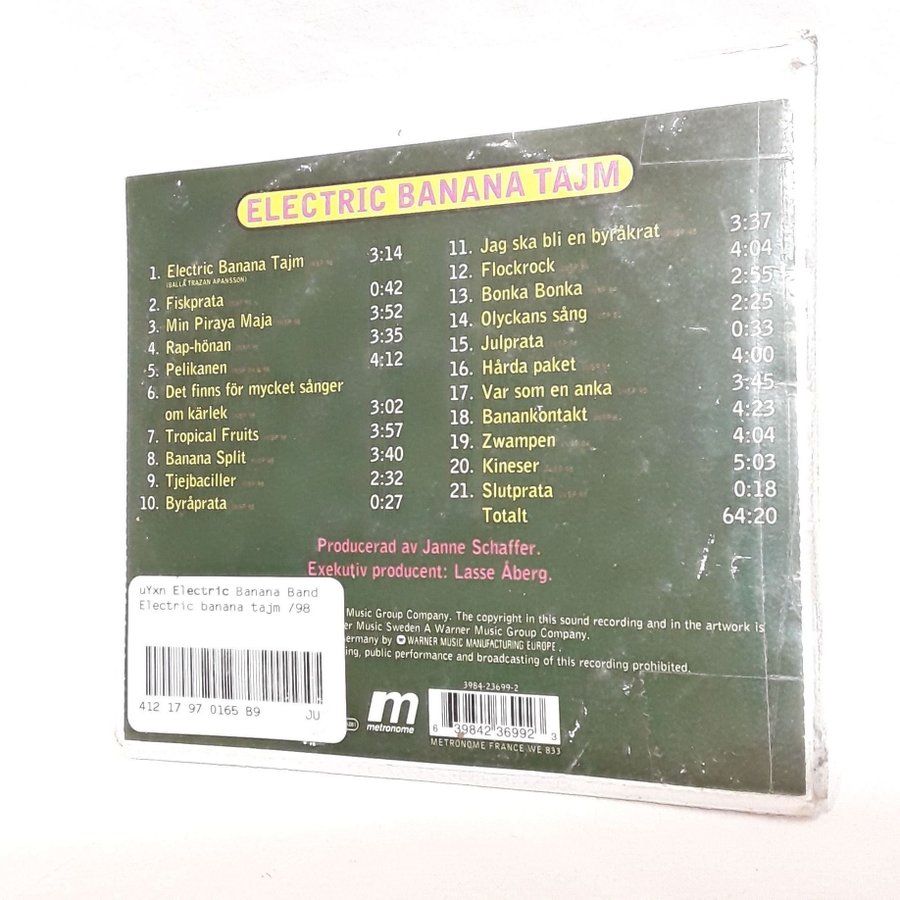 ELECTRIC BANANA TAJM
1. Electric Banana Tajm 3:14
(BALLA TRAZAN APANSSON)
2. Fiskprata 0:42
3. Min Piraya Maja 3:52
4. Rap-hönan 3:35
5. Pelikanen 4:12
6. Det finns för mycket sånger
om kärlek 3:02
7. Tropical Fruits 3:57
8. Banana Split 3:40
9. Tjejbaciller 2:32
10. Byråprata 0:27
11. Jag ska bli en byråkrat 3:37
12. Flockrock 4:04
13. Bonka Bonka 2:55
14. Olyckans sång 2:25
15. Julprata 0:33
16. Hårda paket 4:00
17. Var som en anka 3:45
18. Banankontakt 4:23
19. Zwampen 4:04
20. Kineser 5:03
21. Slutprata 0:18
Totalt 64:20
Producerad av Janne Schaffer.
Exekutiv producent: Lasse Åberg.
Music Group Company. The copyright in this sound recording and in the artwork is
Music Sweden A Warner Music Group Company.
Germany by WARNER MUSIC MANUFACTURING EUROPE.
public performance and broadcasting of this recording prohibited.
uYxn Electric Banana Band
Electric banana tajm /98
412 17 97 0165 B9 JU
m
metronome
3984-23699-2
6 39842 36992 3
METRONOME FRANCE WE 833